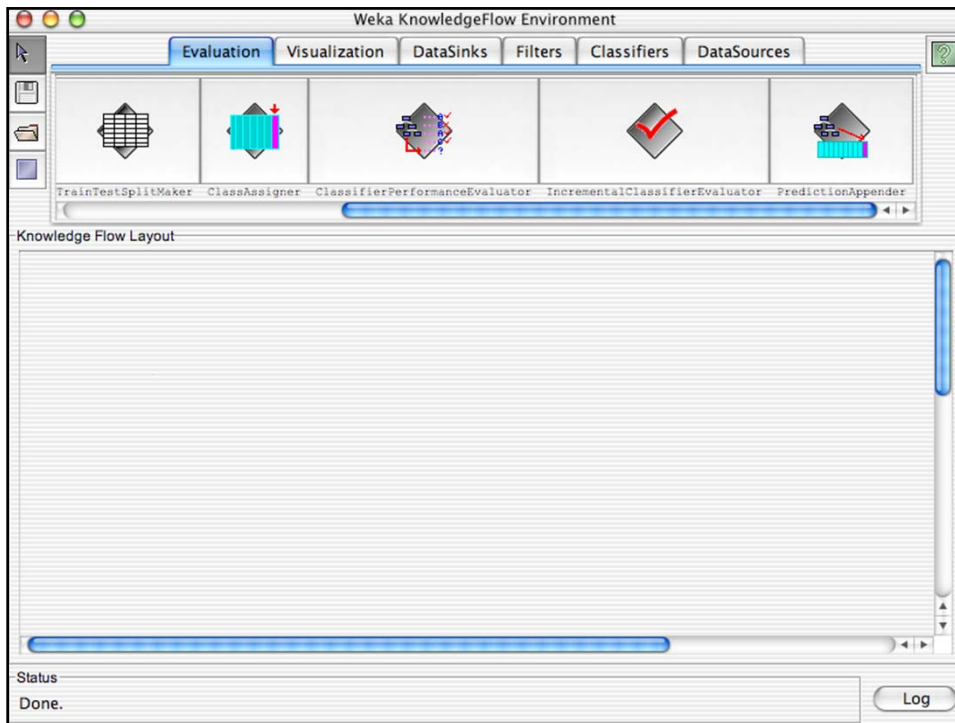 Weka KnowledgeFlow Environment
Evaluation Visualization DataSinks Filters Classifiers DataSources
TrainTestSplitMaker ClassAssigner ClassifierPerformanceEvaluator IncrementalClassifierEvaluator PredictionAppender
Knowledge Flow Layout
Status
Done.
Log